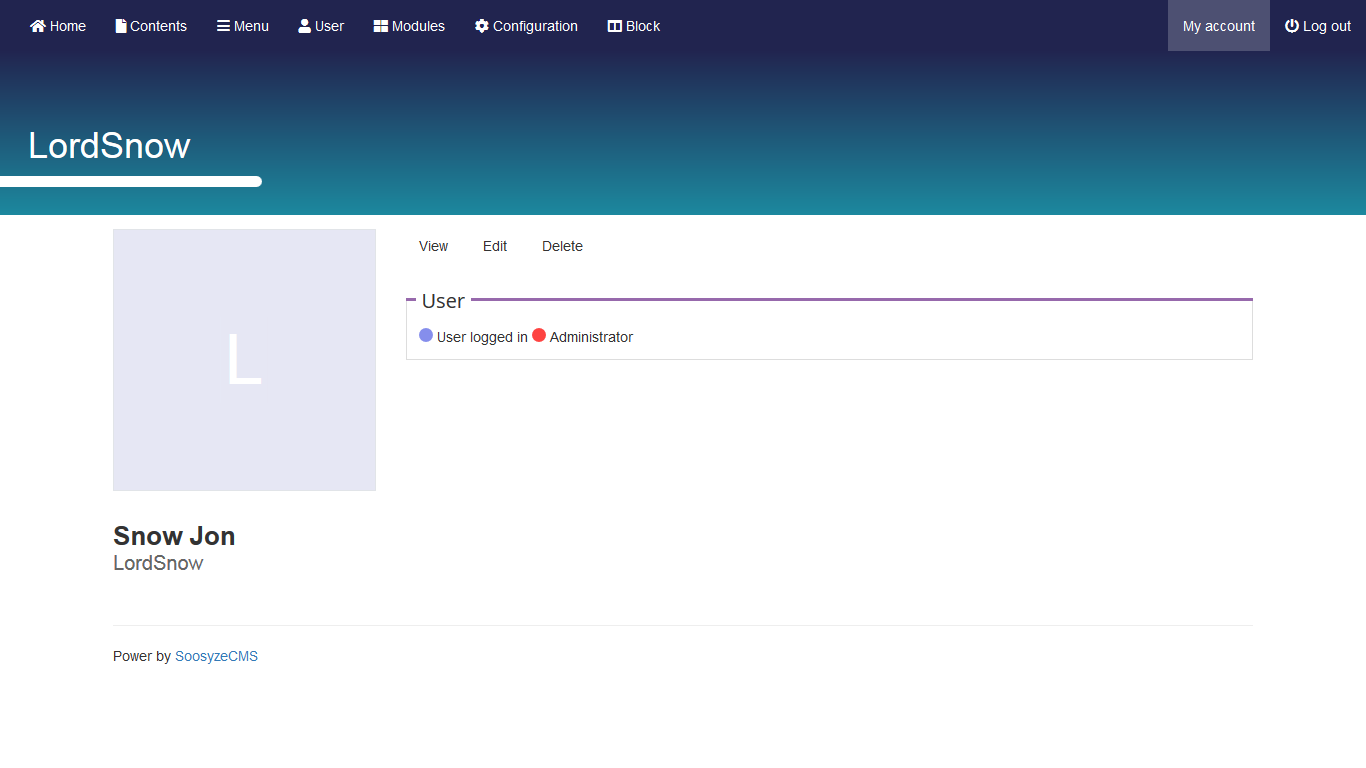 Home Contents Menu User Modules Configuration Block My account Log out
LordSnow
L
View Edit Delete
User
User logged in Administrator
Snow Jon
LordSnow
Power by SoosyzeCMS